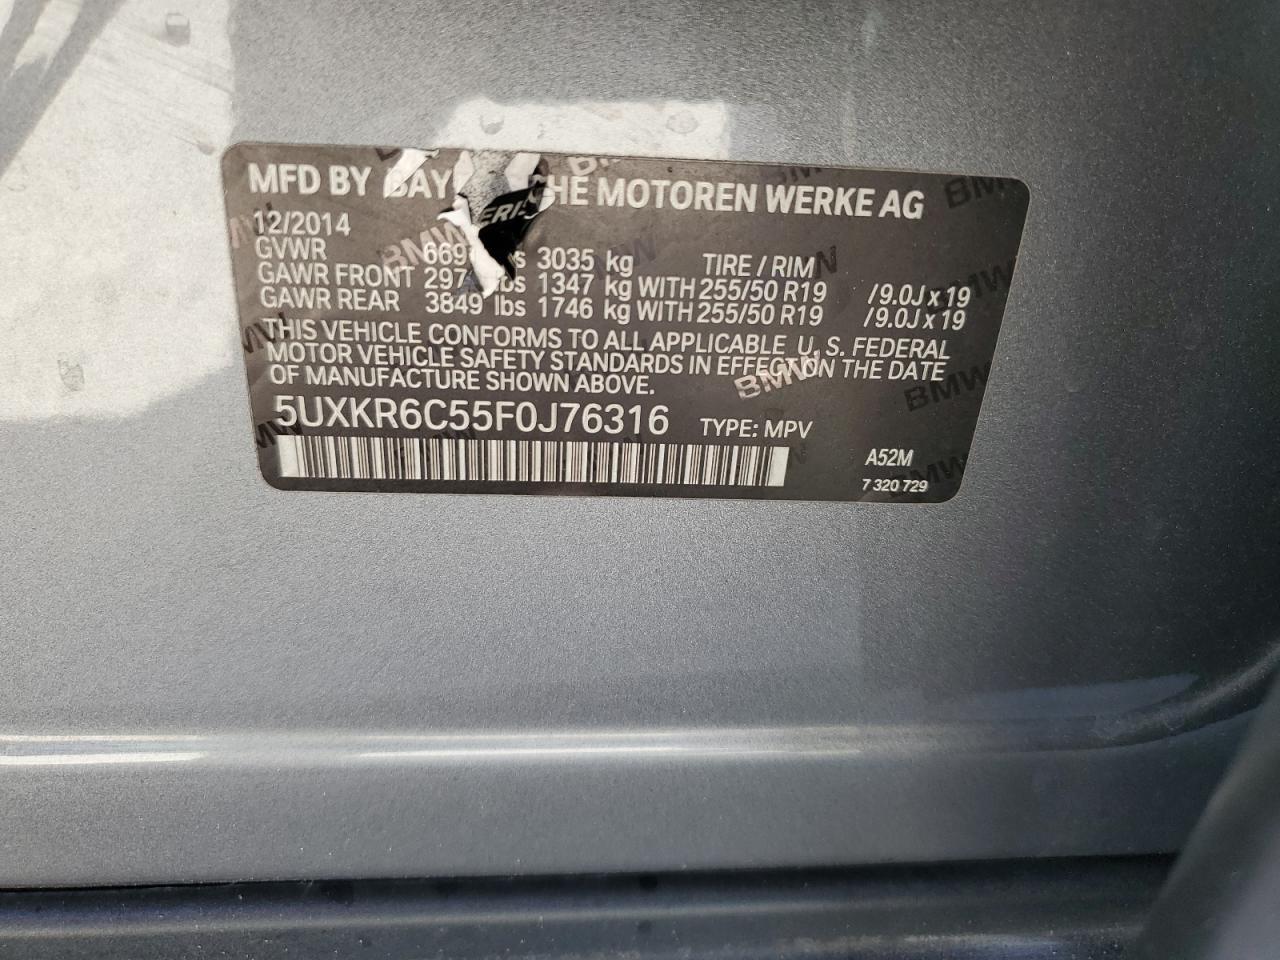 MFD BY BAYERISCHE MOTOREN WERKE AG
12/2014
GVWR 3035 kg TIRE / RIM
GAWR FRONT lbs 1347 kg WITH 255/50 R19 /9.0J x 19
GAWR REAR 3849 lbs 1746 kg WITH 255/50 R19 /9.0J x 19
THIS VEHICLE CONFORMS TO ALL APPLICABLE U. S. FEDERAL
MOTOR VEHICLE SAFETY STANDARDS IN EFFECT ON THE DATE
OF MANUFACTURE SHOWN ABOVE.
5UXKR6C55F0J76316 TYPE: MPV
A52M
7 320 729